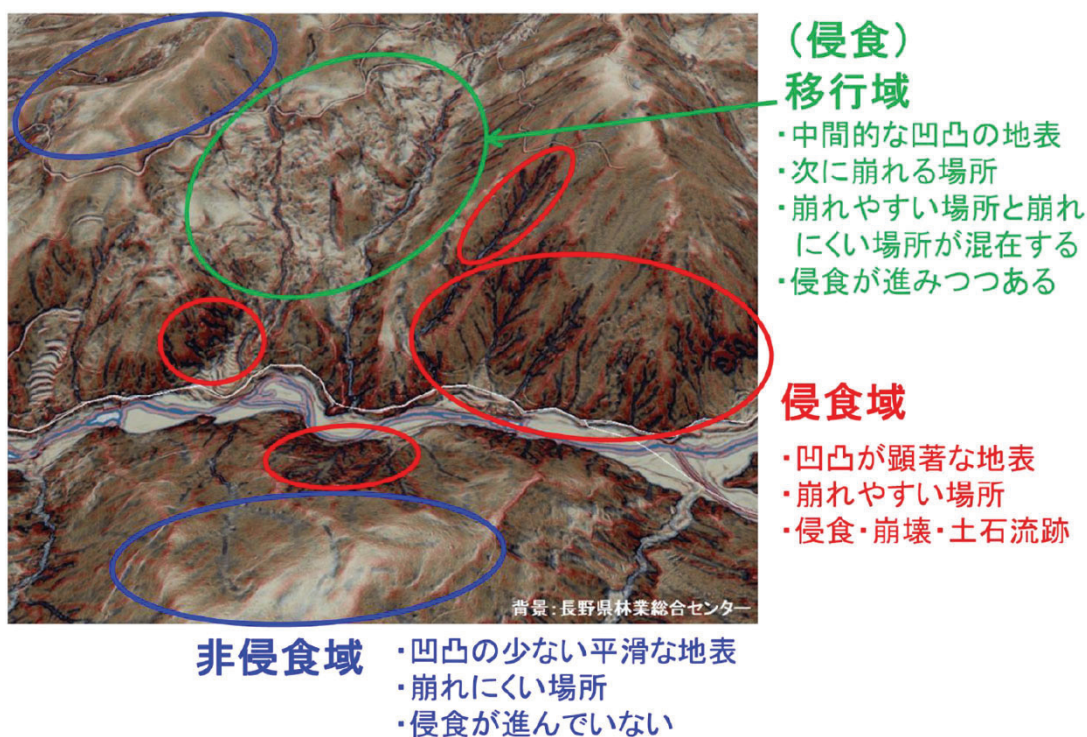 (侵食)
移行域
・中間的な凹凸の地表
・次に崩れる場所
・崩れやすい場所と崩れ
にくい場所が混在する
・侵食が進みつつある
侵食域
・凹凸が顕著な地表
・崩れやすい場所
・侵食・崩壊・土石流跡
背景：長野県林業総合センター
非侵食域
・凹凸の少ない平滑な地表
・崩れにくい場所
・侵食が進んでいない